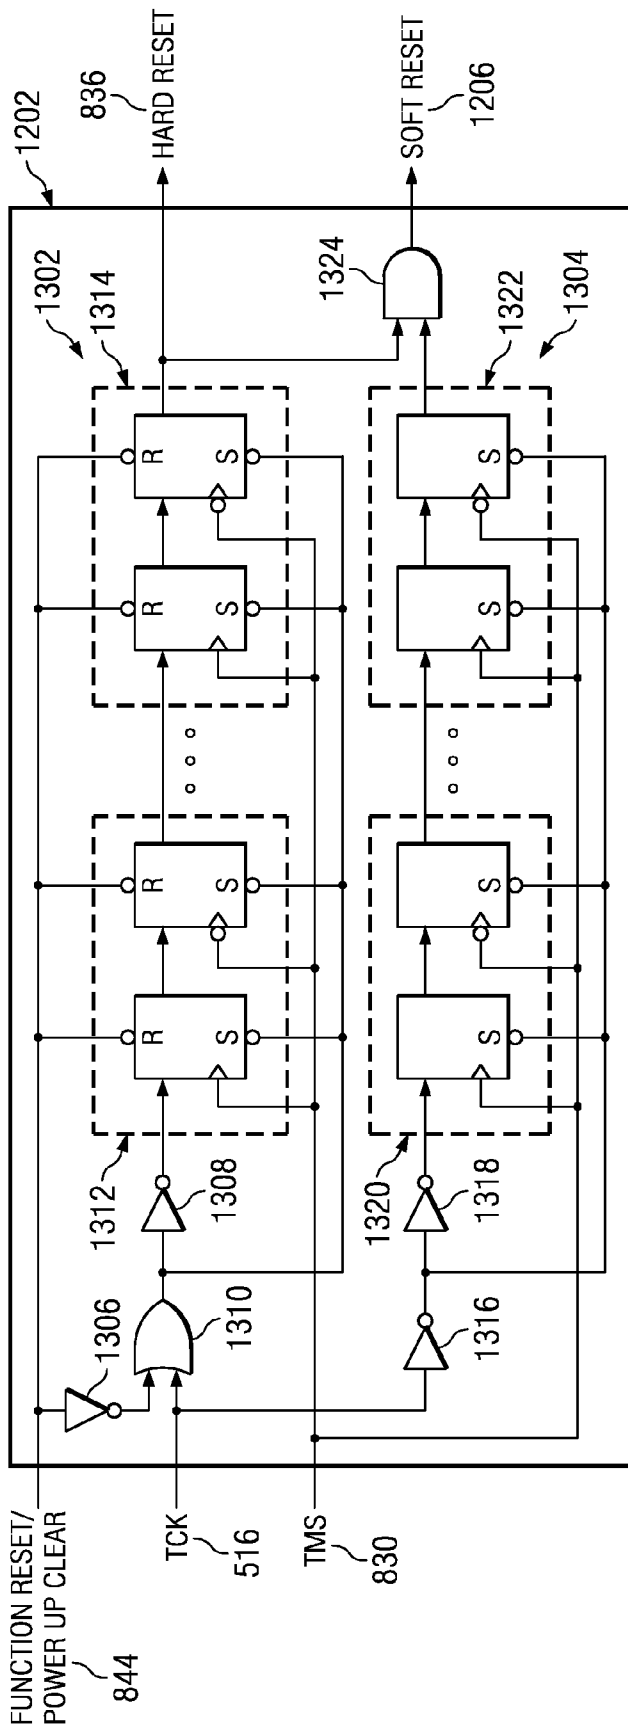 FUNCTION RESET/
POWER UP CLEAR
844
TCK
516
TMS
830
1202
1302
1314
1312
1306
1310
1308
R
S
R
S
R
S
R
S
HARD RESET
836
1324
SOFT RESET
1206
1322
1304
1320
1318
1316
S
S
S
S